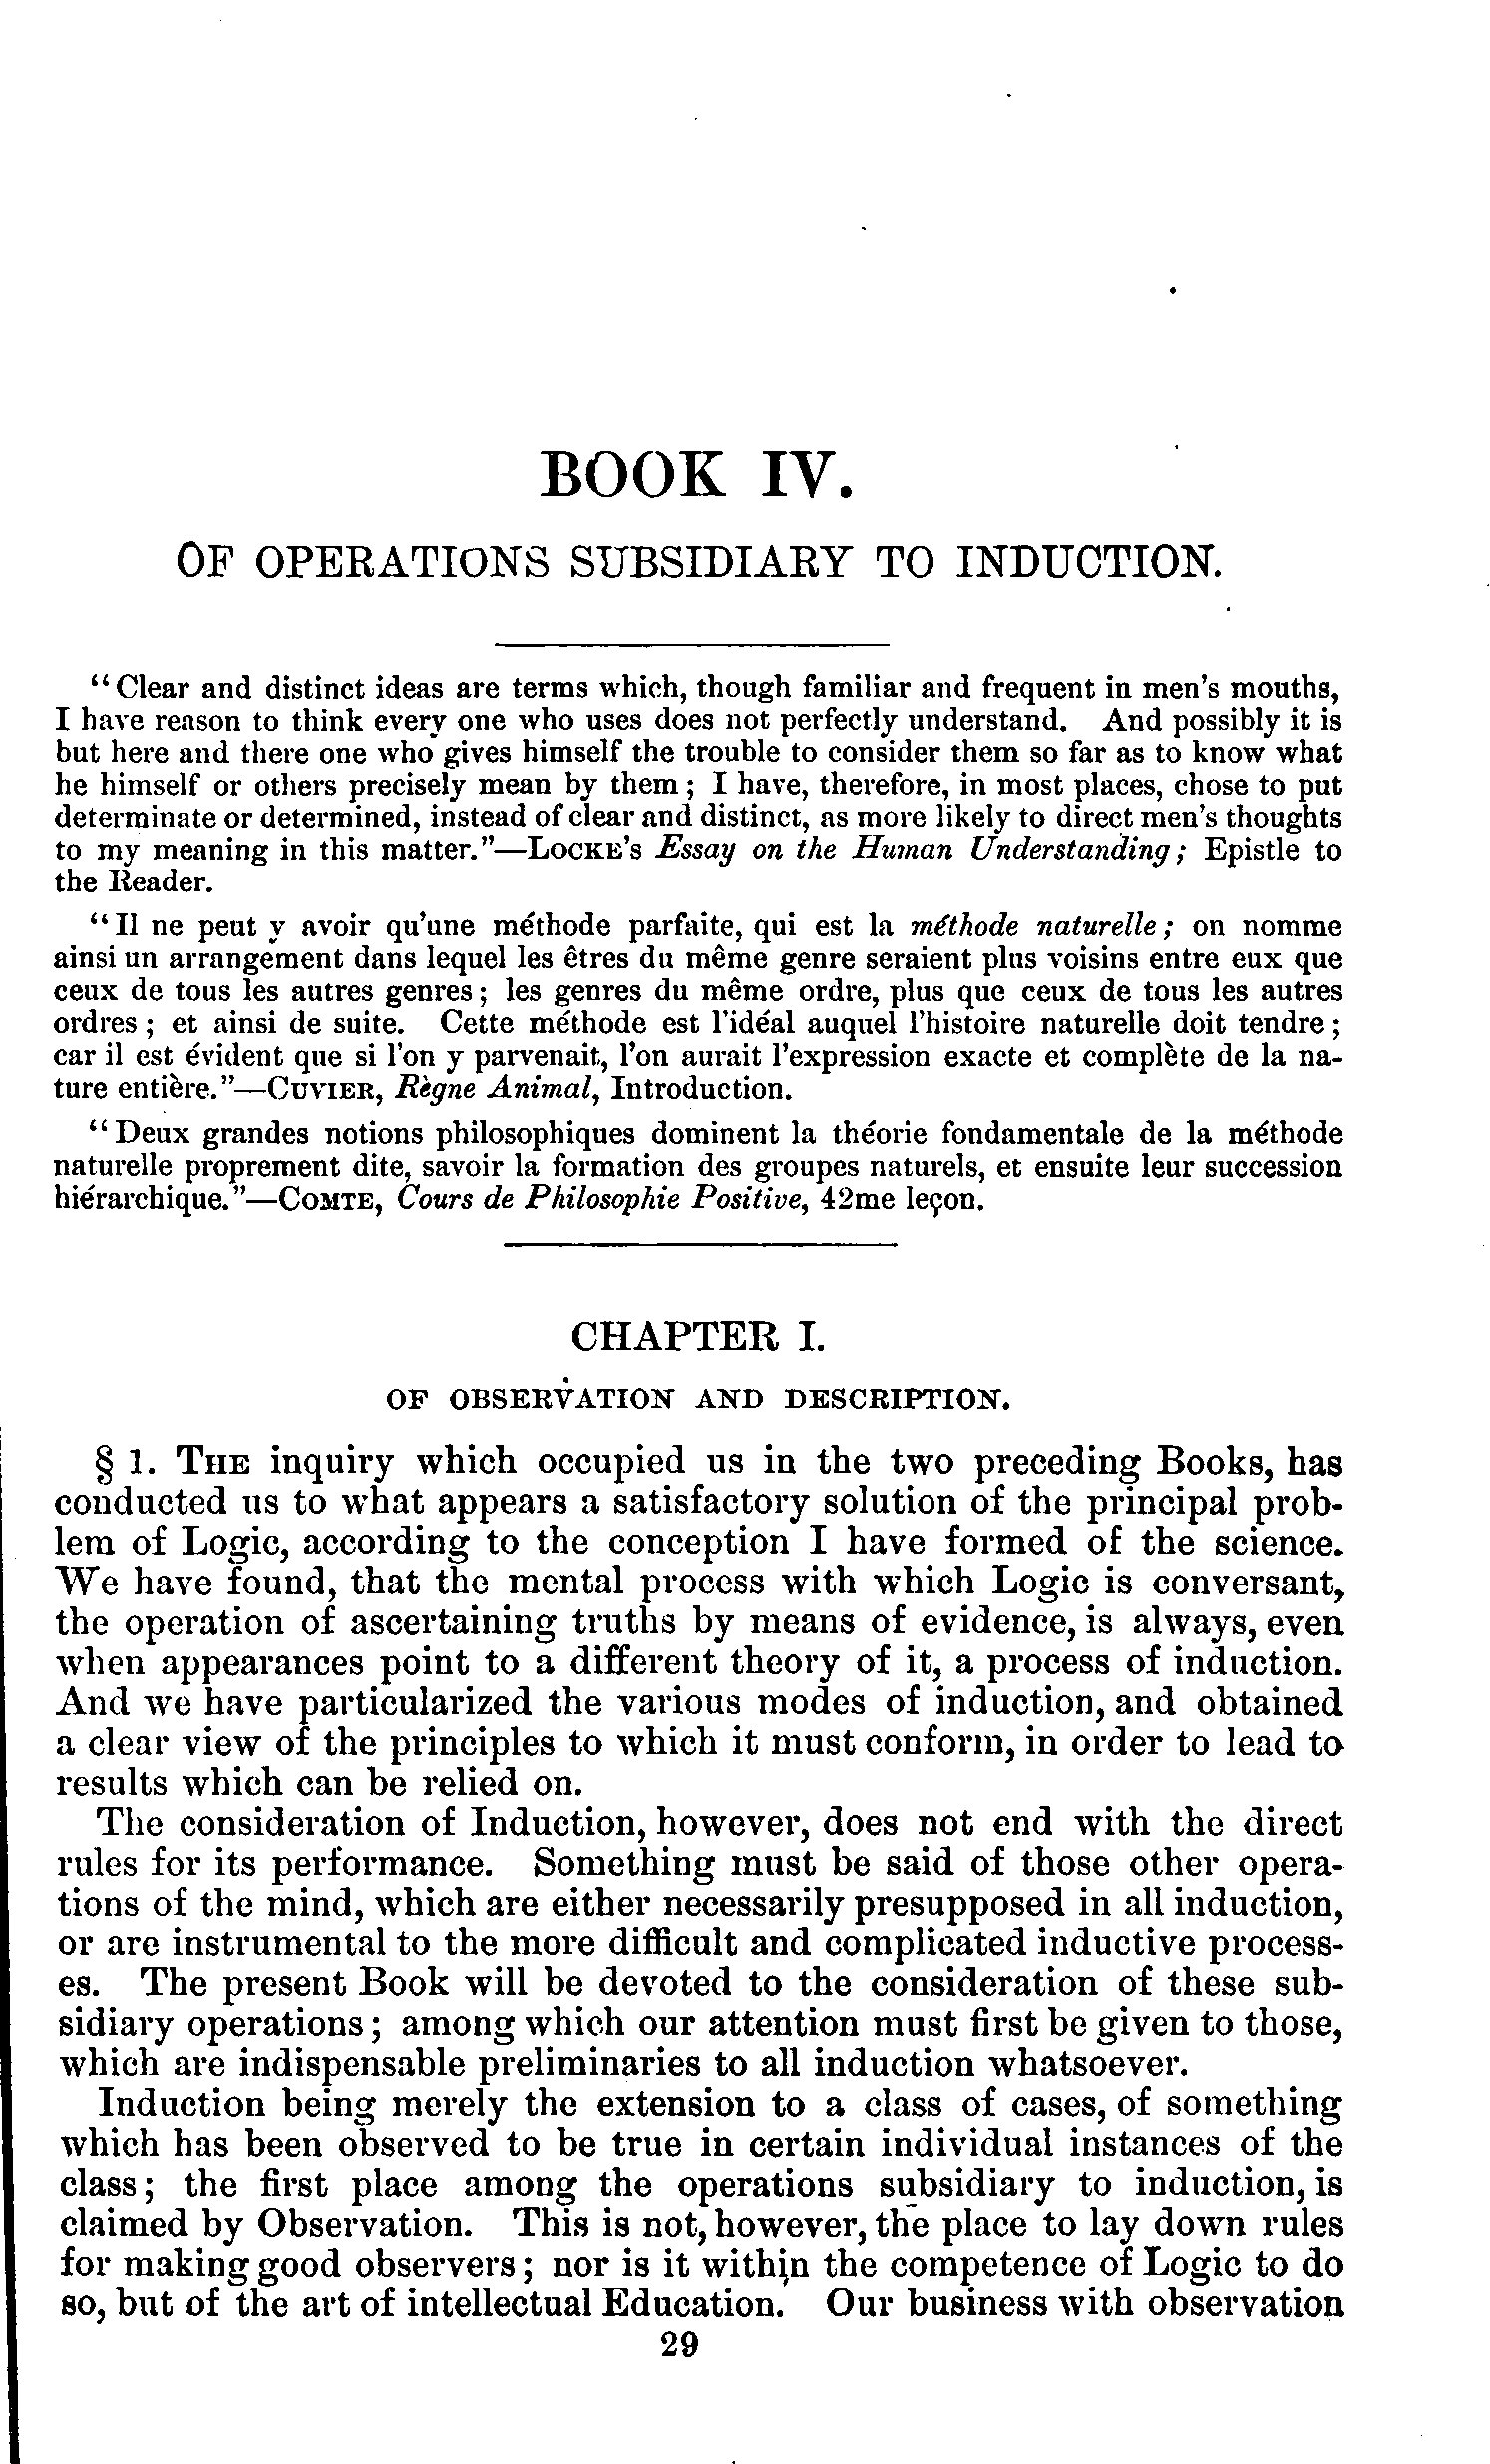 BOOK IV.
OF OPERATIONS SUBSIDIARY TO INDUCTION.
“Clear and distinct ideas are terms which, though familiar and frequent in men's mouths,
I have reason to think every one who uses does not perfectly understand. And possibly it is
but here and there one who gives himself the trouble to consider them so far as to know what
he himself or others precisely mean by them; I have, therefore, in most places, chose to put
determinate or determined, instead of clear and distinct, as more likely to direct men's thoughts
to my meaning in this matter.”—LOCKE's Essay on the Human Understanding; Epistle to
the Reader.
“Il ne peut y avoir qu'une méthode parfaite, qui est la méthode naturelle; on nomme
ainsi un arrangement dans lequel les êtres du même genre seraient plus voisins entre eux que
ceux de tous les autres genres; les genres du même ordre, plus que ceux de tous les autres
ordres; et ainsi de suite. Cette méthode est l'idéal auquel l'histoire naturelle doit tendre;
car il est évident que si l'on y parvenait, l'on aurait l'expression exacte et complète de la na-
ture entière.”—CUVIER, Règne Animal, Introduction.
“Deux grandes notions philosophiques dominent la théorie fondamentale de la méthode
naturelle proprement dite, savoir la formation des groupes naturels, et ensuite leur succession
hiérarchique.”—COMTE, Cours de Philosophie Positive, 42me leçon.
CHAPTER I.
OF OBSERVATION AND DESCRIPTION.
§ 1. THE inquiry which occupied us in the two preceding Books, has
conducted us to what appears a satisfactory solution of the principal prob-
lem of Logic, according to the conception I have formed of the science.
We have found, that the mental process with which Logic is conversant,
the operation of ascertaining truths by means of evidence, is always, even
when appearances point to a different theory of it, a process of induction.
And we have particularized the various modes of induction, and obtained
a clear view of the principles to which it must conform, in order to lead to
results which can be relied on.
The consideration of Induction, however, does not end with the direct
rules for its performance. Something must be said of those other opera-
tions of the mind, which are either necessarily presupposed in all induction,
or are instrumental to the more difficult and complicated inductive process-
es. The present Book will be devoted to the consideration of these sub-
sidiary operations; among which our attention must first be given to those,
which are indispensable preliminaries to all induction whatsoever.
Induction being merely the extension to a class of cases, of something
which has been observed to be true in certain individual instances of the
class; the first place among the operations subsidiary to induction, is
claimed by Observation. This is not, however, the place to lay down rules
for making good observers; nor is it within the competence of Logic to do
so, but of the art of intellectual Education. Our business with observation
29